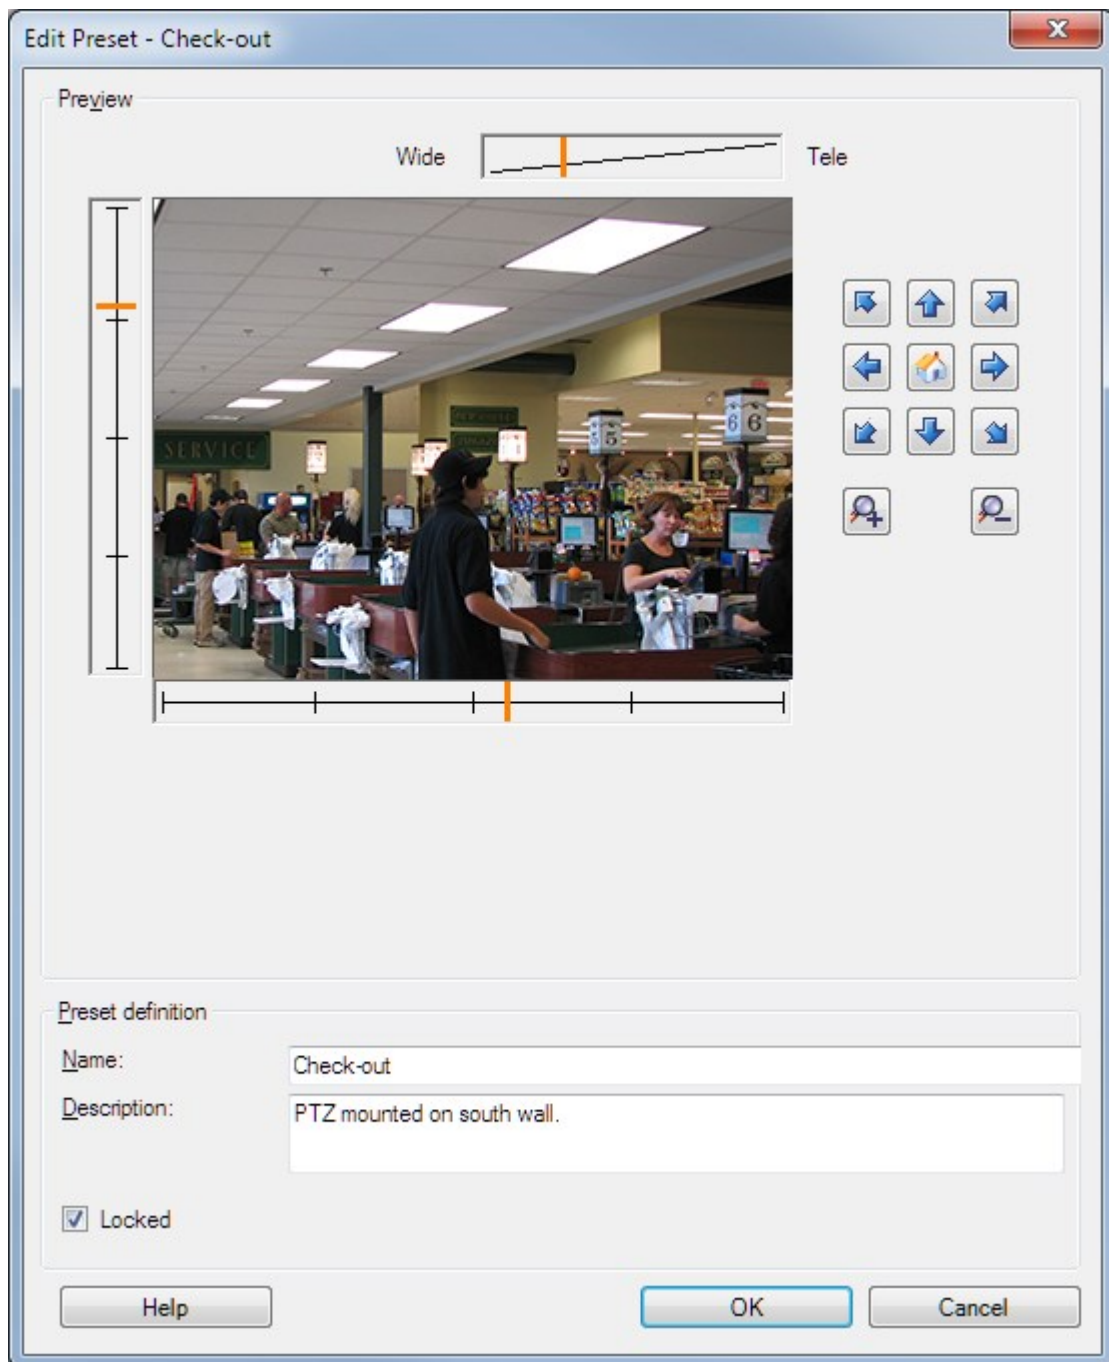 Edit Preset - Check-out
Preview
Wide
Tele
SERVICE
5 5
6 6
Preset definition
Name:
Check-out
Description:
PTZ mounted on south wall.
Locked
Help
OK
Cancel